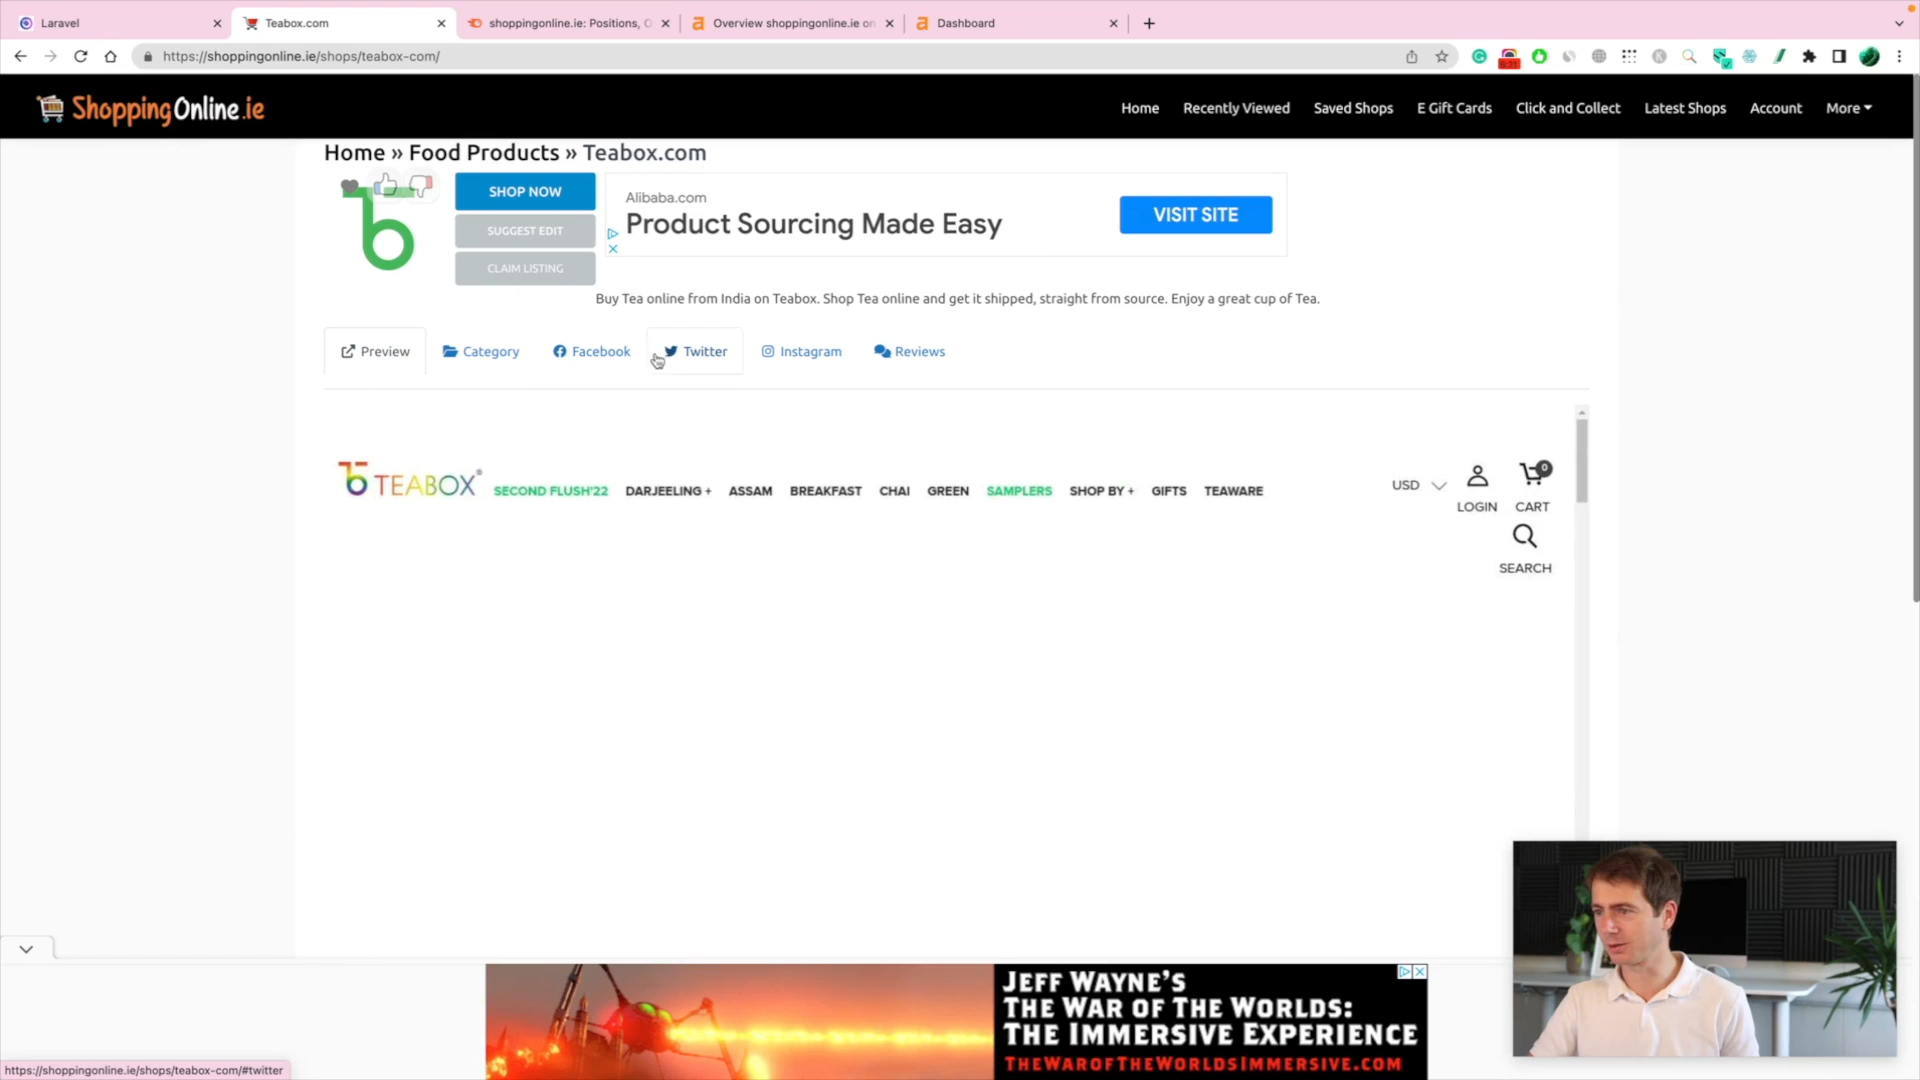 Laravel
Teabox.com
shoppingonline.ie: Positions, O
Overview shoppingonline.ie on
Dashboard
https://shoppingonline.ie/shops/teabox-com/
ShoppingOnline.ie
Home
Recently Viewed
Saved Shops
E Gift Cards
Click and Collect
Latest Shops
Account
More
Home » Food Products » Teabox.com
SHOP NOW
SUGGEST EDIT
CLAIM LISTING
Alibaba.com
Product Sourcing Made Easy
VISIT SITE
Buy Tea online from India on Teabox. Shop Tea online and get it shipped, straight from source. Enjoy a great cup of Tea.
Preview
Category
Facebook
Twitter
Instagram
Reviews
TEABOX®
SECOND FLUSH'22
DARJEELING +
ASSAM
BREAKFAST
CHAI
GREEN
SAMPLERS
SHOP BY +
GIFTS
TEAWARE
USD
LOGIN
0
CART
SEARCH
JEFF WAYNE'S
THE WAR OF THE WORLDS:
THE IMMERSIVE EXPERIENCE
THEWAROFTHEWORLDSIMMERSIVE.COM
https://shoppingonline.ie/shops/teabox-com/#twitter